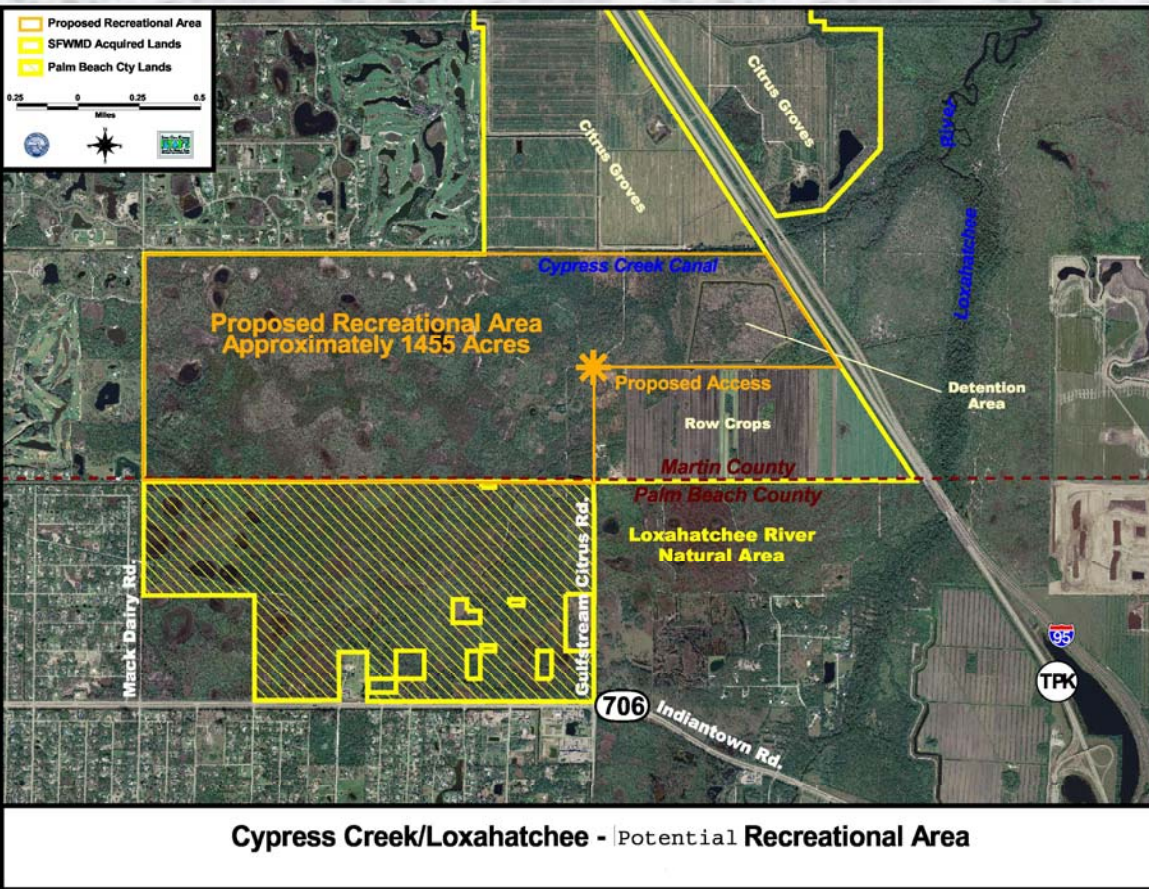 Proposed Recreational Area
SFWMD Acquired Lands
Palm Beach Cty Lands
0.25 0 0.25 0.5
Miles
Citrus Groves
Citrus Groves
River
Loxahatchee
Cypress Creek Canal
Proposed Recreational Area
Approximately 1455 Acres
Proposed Access
Detention
Area
Row Crops
Martin County
Palm Beach County
Loxahatchee River
Natural Area
Mack Dairy Rd.
Gulfstream Citrus Rd.
95
TPK
706
Indiantown Rd.
Cypress Creek/Loxahatchee - Potential Recreational Area